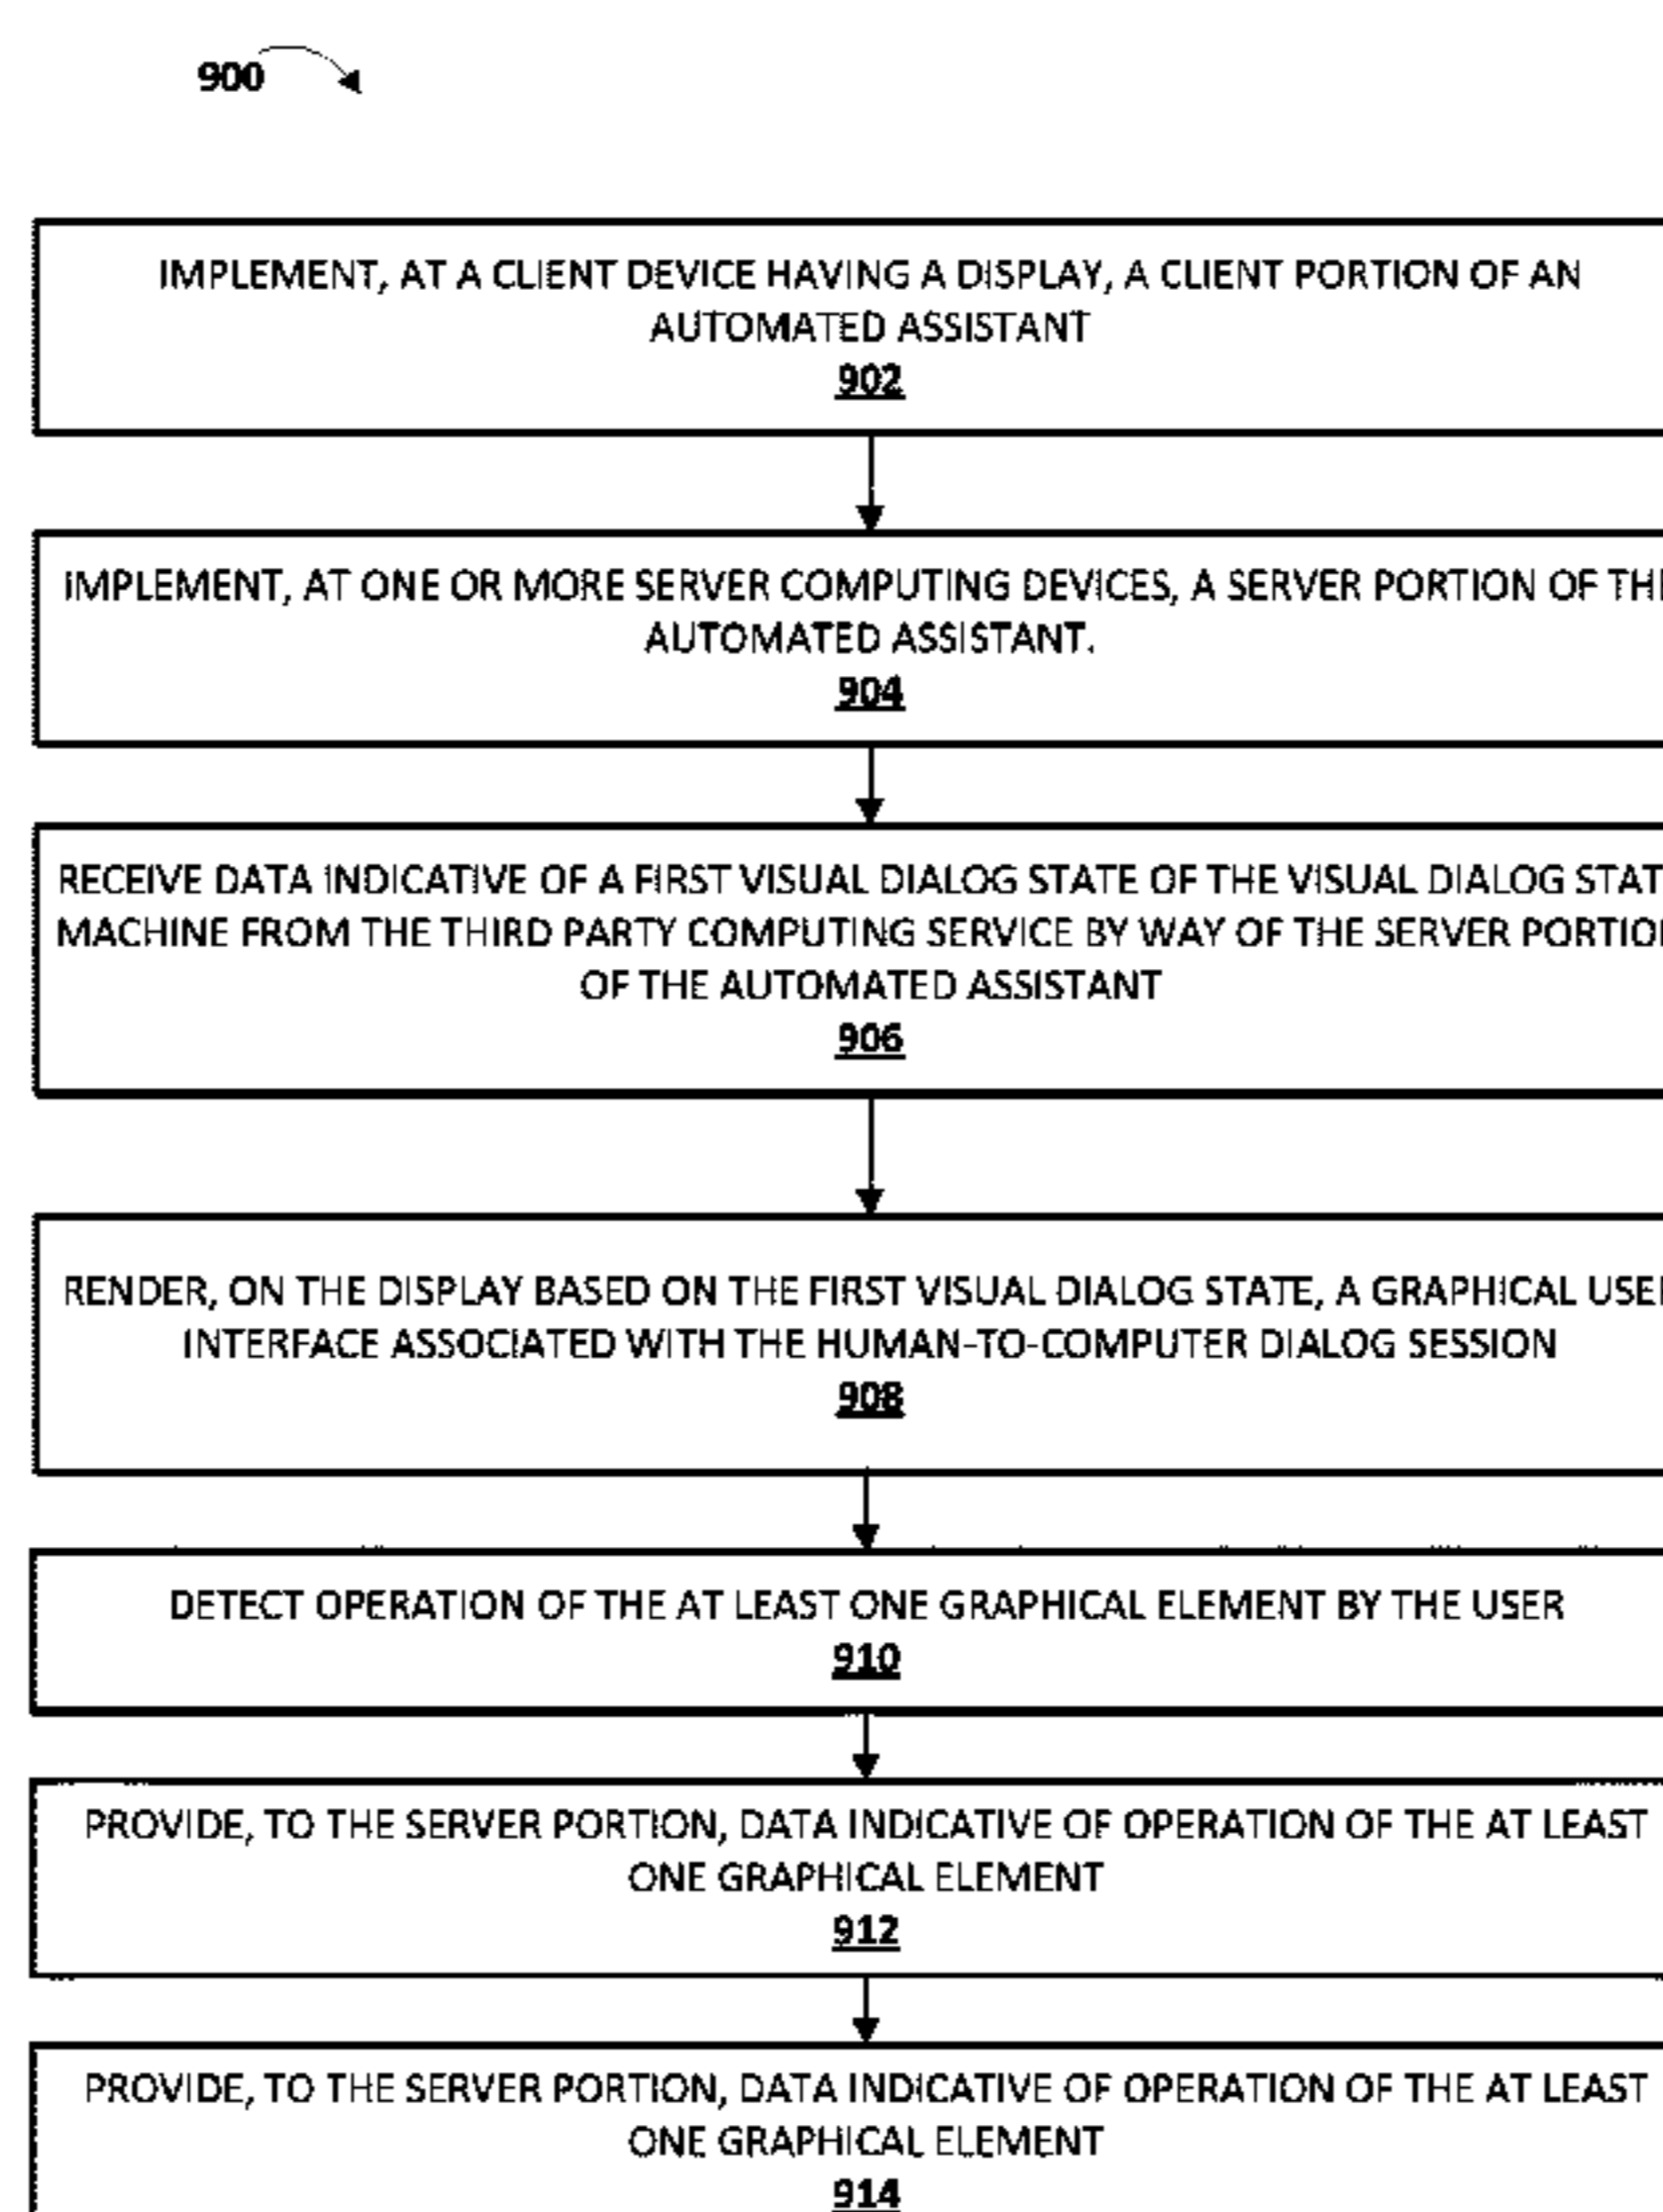 900
IMPLEMENT, AT A CLIENT DEVICE HAVING A DISPLAY, A CLIENT PORTION OF AN
AUTOMATED ASSISTANT
902
IMPLEMENT, AT ONE OR MORE SERVER COMPUTING DEVICES, A SERVER PORTION OF THE
AUTOMATED ASSISTANT.
904
RECEIVE DATA INDICATIVE OF A FIRST VISUAL DIALOG STATE OF THE VISUAL DIALOG STAT
MACHINE FROM THE THIRD PARTY COMPUTING SERVICE BY WAY OF THE SERVER PORTION
OF THE AUTOMATED ASSISTANT
906
RENDER, ON THE DISPLAY BASED ON THE FIRST VISUAL DIALOG STATE, A GRAPHICAL USER
INTERFACE ASSOCIATED WITH THE HUMAN-TO-COMPUTER DIALOG SESSION
908
DETECT OPERATION OF THE AT LEAST ONE GRAPHICAL ELEMENT BY THE USER
910
PROVIDE, TO THE SERVER PORTION, DATA INDICATIVE OF OPERATION OF THE AT LEAST
ONE GRAPHICAL ELEMENT
912
PROVIDE, TO THE SERVER PORTION, DATA INDICATIVE OF OPERATION OF THE AT LEAST
ONE GRAPHICAL ELEMENT
914